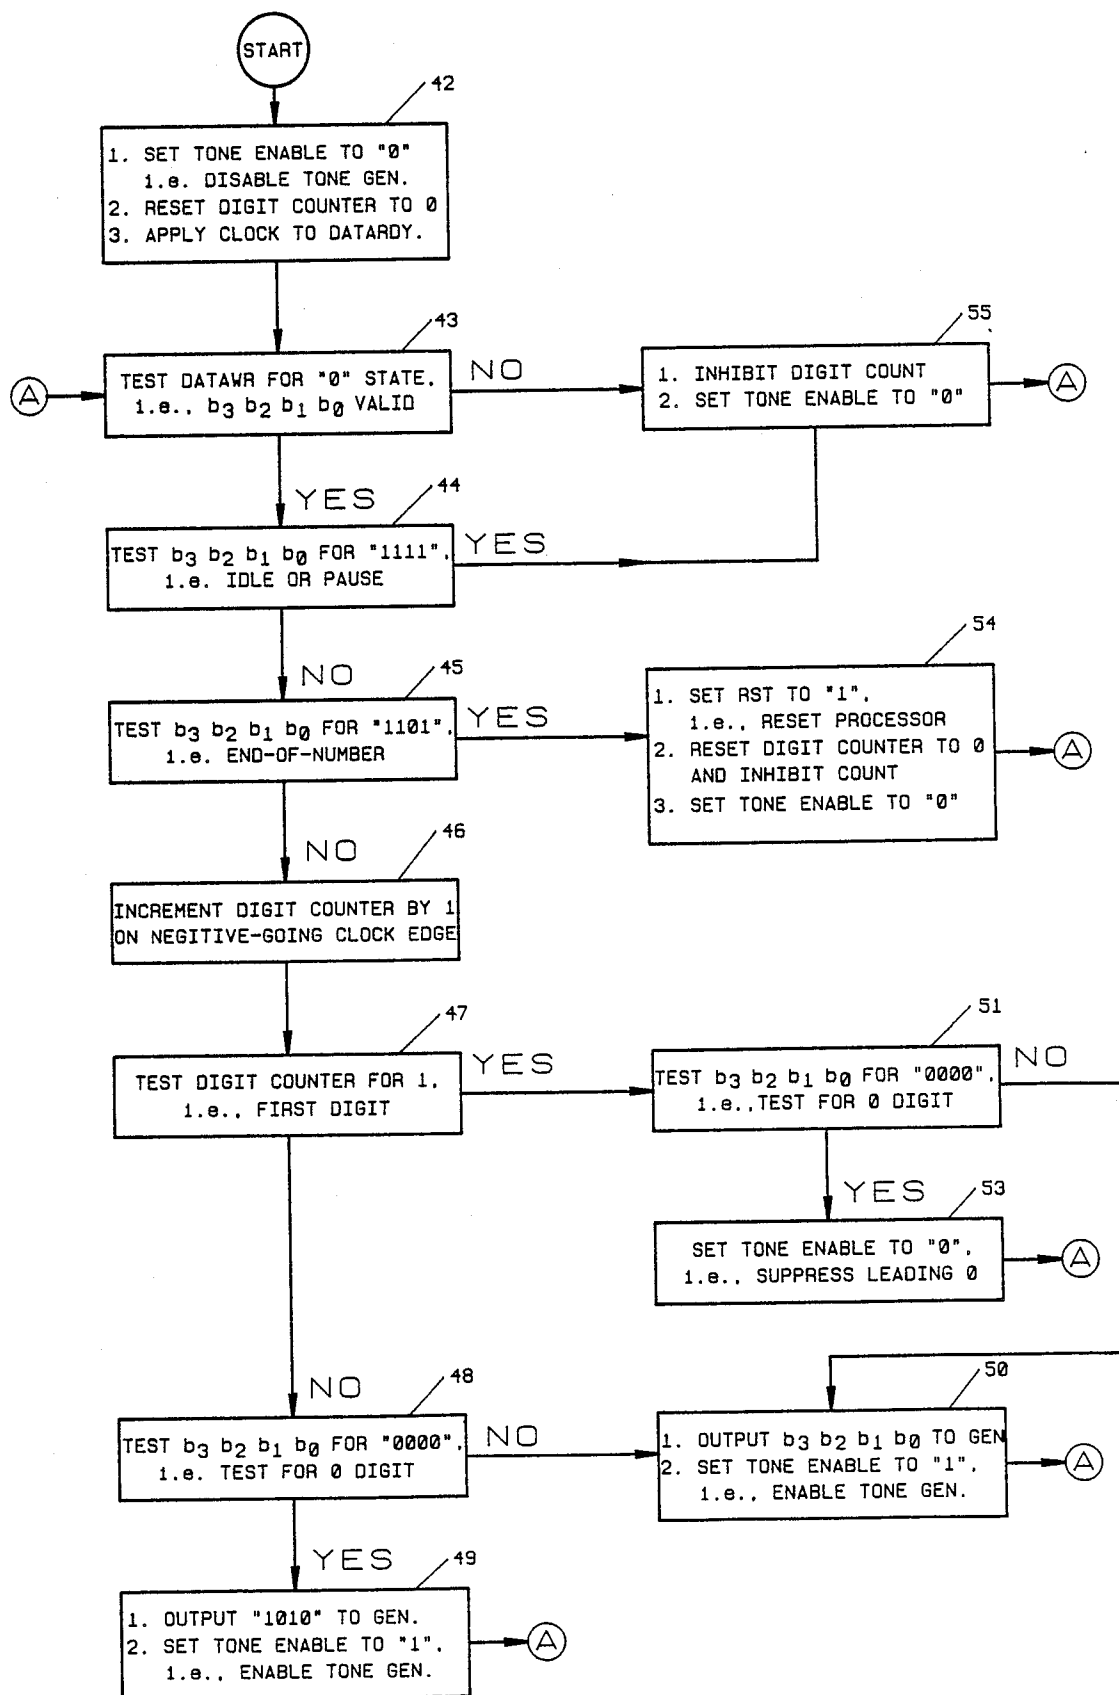 START
42
1. SET TONE ENABLE TO "0"
i.e. DISABLE TONE GEN.
2. RESET DIGIT COUNTER TO 0
3. APPLY CLOCK TO DATARDY.
43
A
TEST DATAWR FOR "0" STATE,
i.e., b3 b2 b1 b0 VALID
NO
55
1. INHIBIT DIGIT COUNT
2. SET TONE ENABLE TO "0"
A
YES
44
TEST b3 b2 b1 b0 FOR "1111",
i.e. IDLE OR PAUSE
YES
NO
45
TEST b3 b2 b1 b0 FOR "1101",
i.e. END-OF-NUMBER
YES
54
1. SET RST TO "1",
i.e., RESET PROCESSOR
2. RESET DIGIT COUNTER TO 0
AND INHIBIT COUNT
3. SET TONE ENABLE TO "0"
A
NO
46
INCREMENT DIGIT COUNTER BY 1
ON NEGITIVE-GOING CLOCK EDGE
47
TEST DIGIT COUNTER FOR 1,
i.e., FIRST DIGIT
YES
51
TEST b3 b2 b1 b0 FOR "0000",
i.e.,TEST FOR 0 DIGIT
NO
YES
53
SET TONE ENABLE TO "0",
i.e., SUPPRESS LEADING 0
A
NO
48
TEST b3 b2 b1 b0 FOR "0000",
i.e. TEST FOR 0 DIGIT
NO
50
1. OUTPUT b3 b2 b1 b0 TO GEN
2. SET TONE ENABLE TO "1",
i.e., ENABLE TONE GEN.
A
YES
49
1. OUTPUT "1010" TO GEN.
2. SET TONE ENABLE TO "1",
i.e., ENABLE TONE GEN.
A